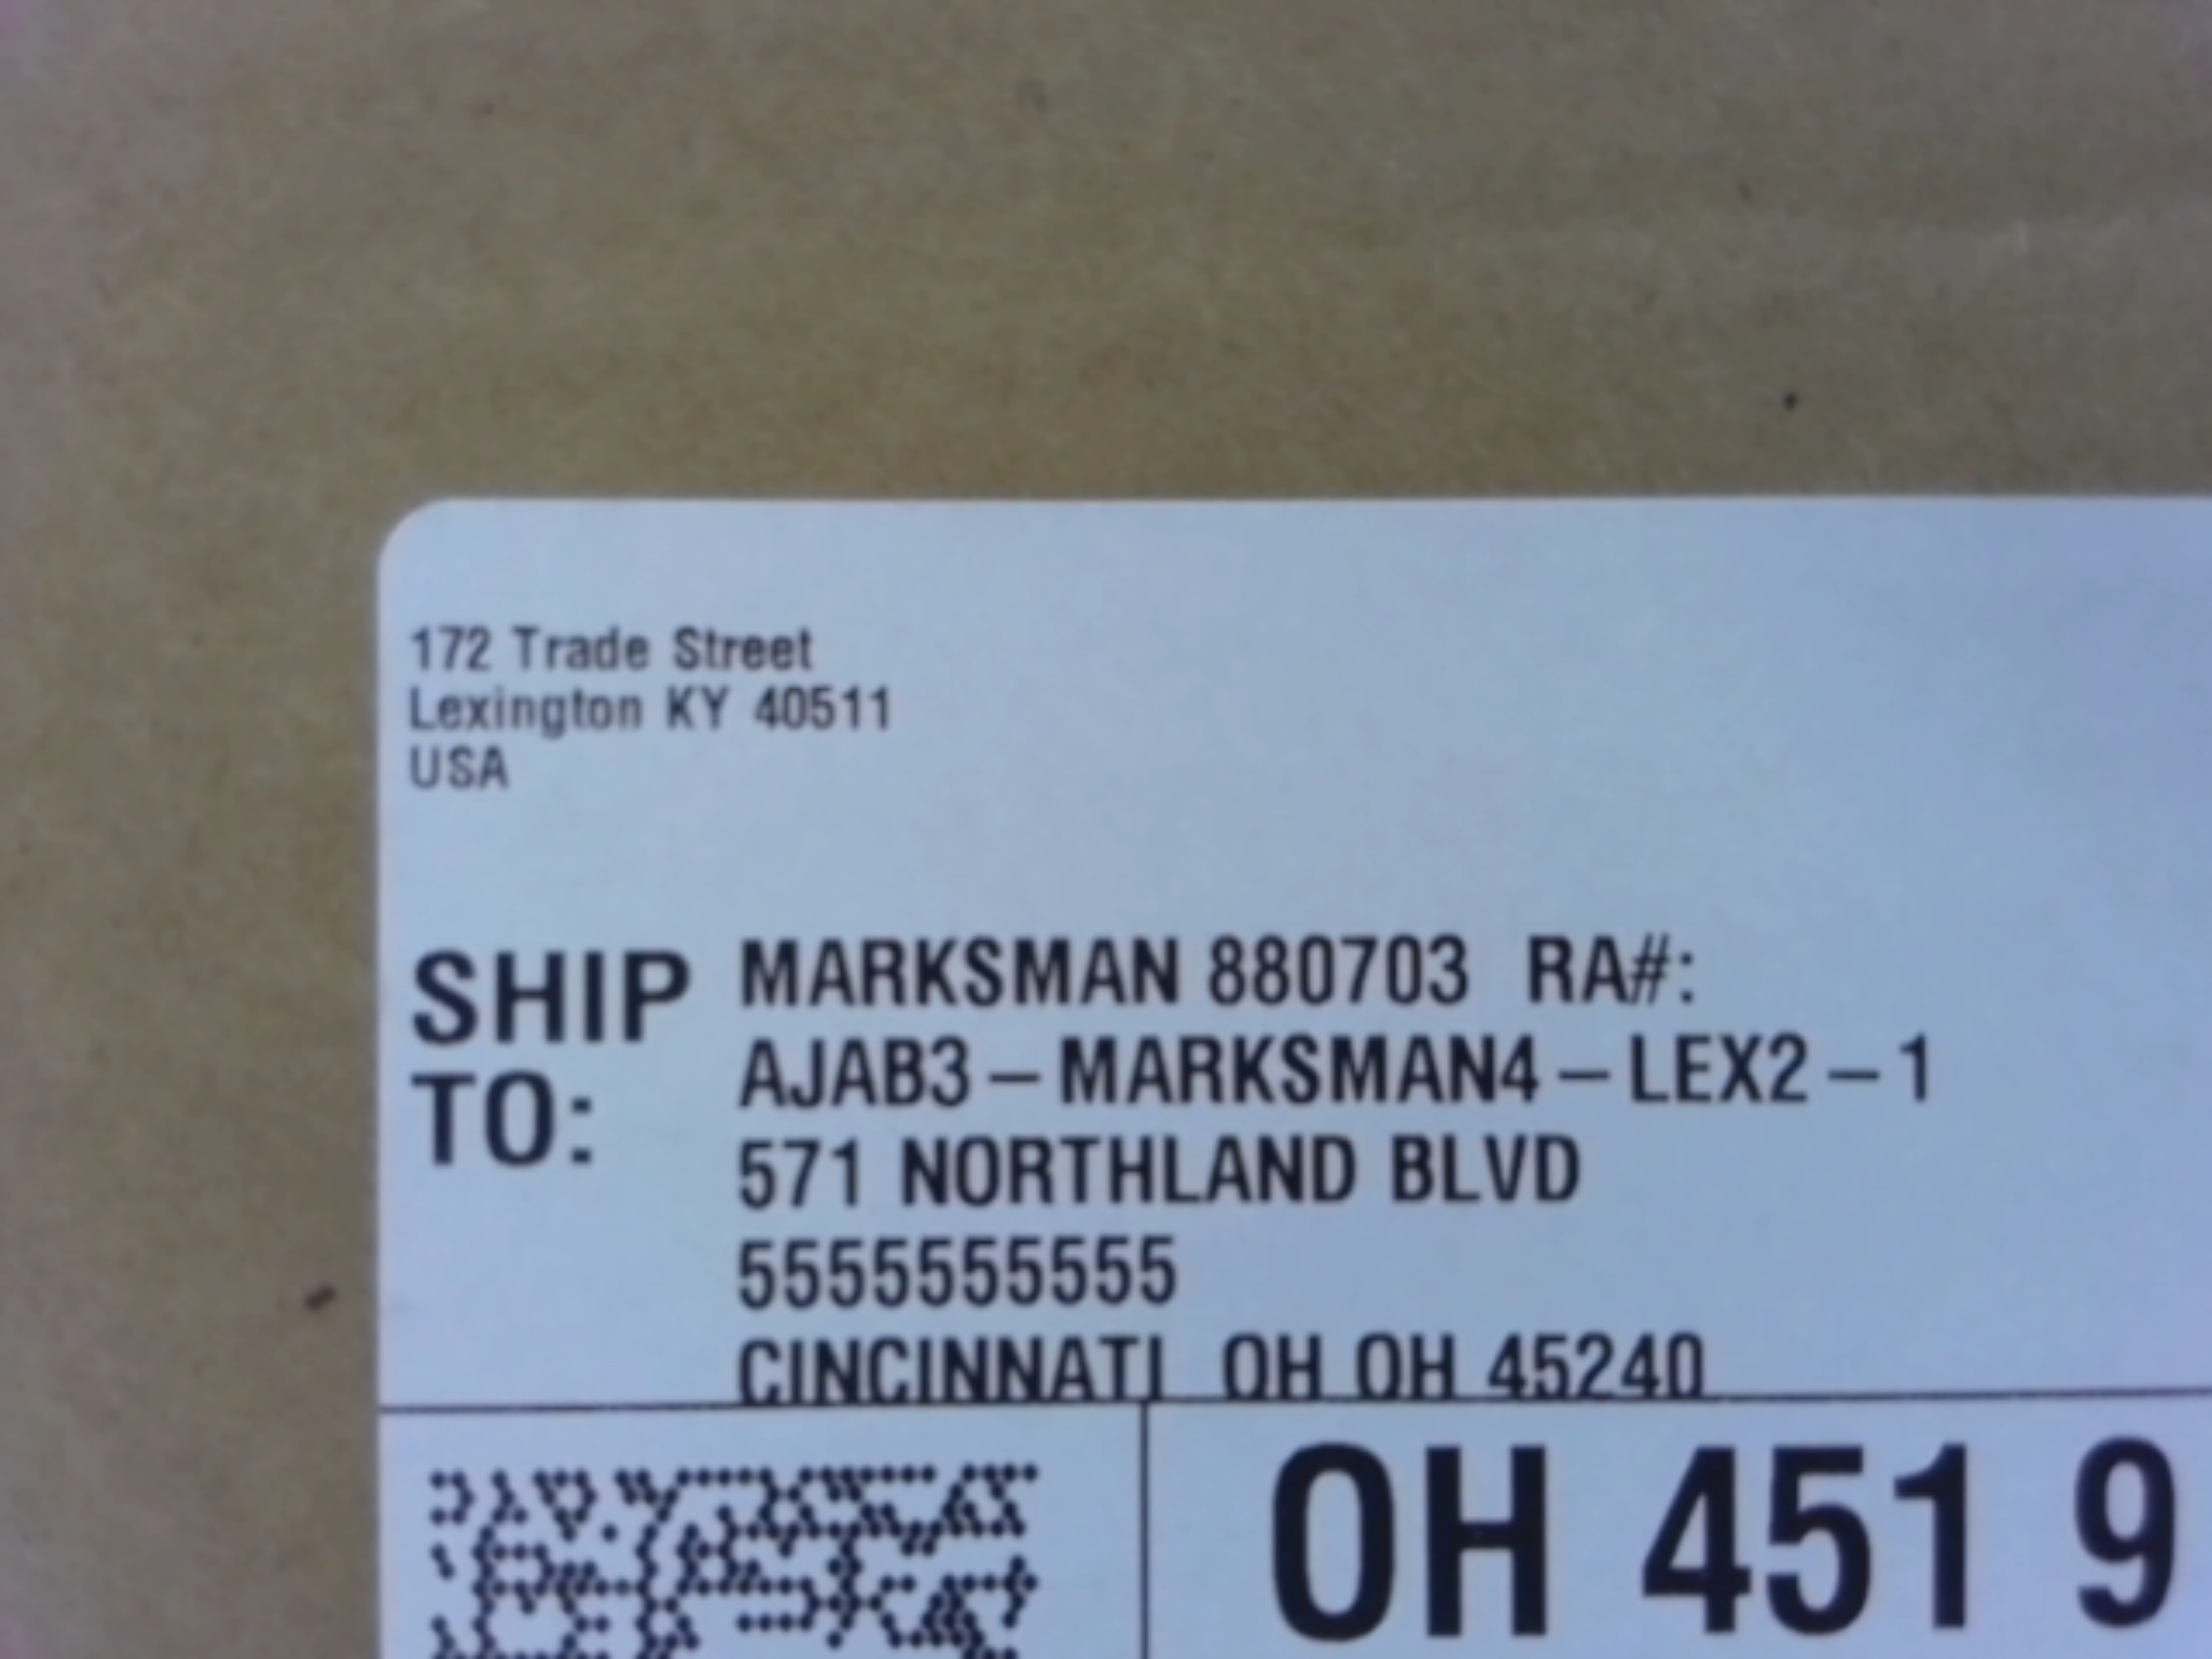 172 Trade Street
Lexington KY 40511
USA
SHIP TO:
MARKSMAN 880703 RA#:
AJAB3-MARKSMAN4-LEX2-1
571 NORTHLAND BLVD
5555555555
CINCINNATI OH OH 45240
OH 451 9